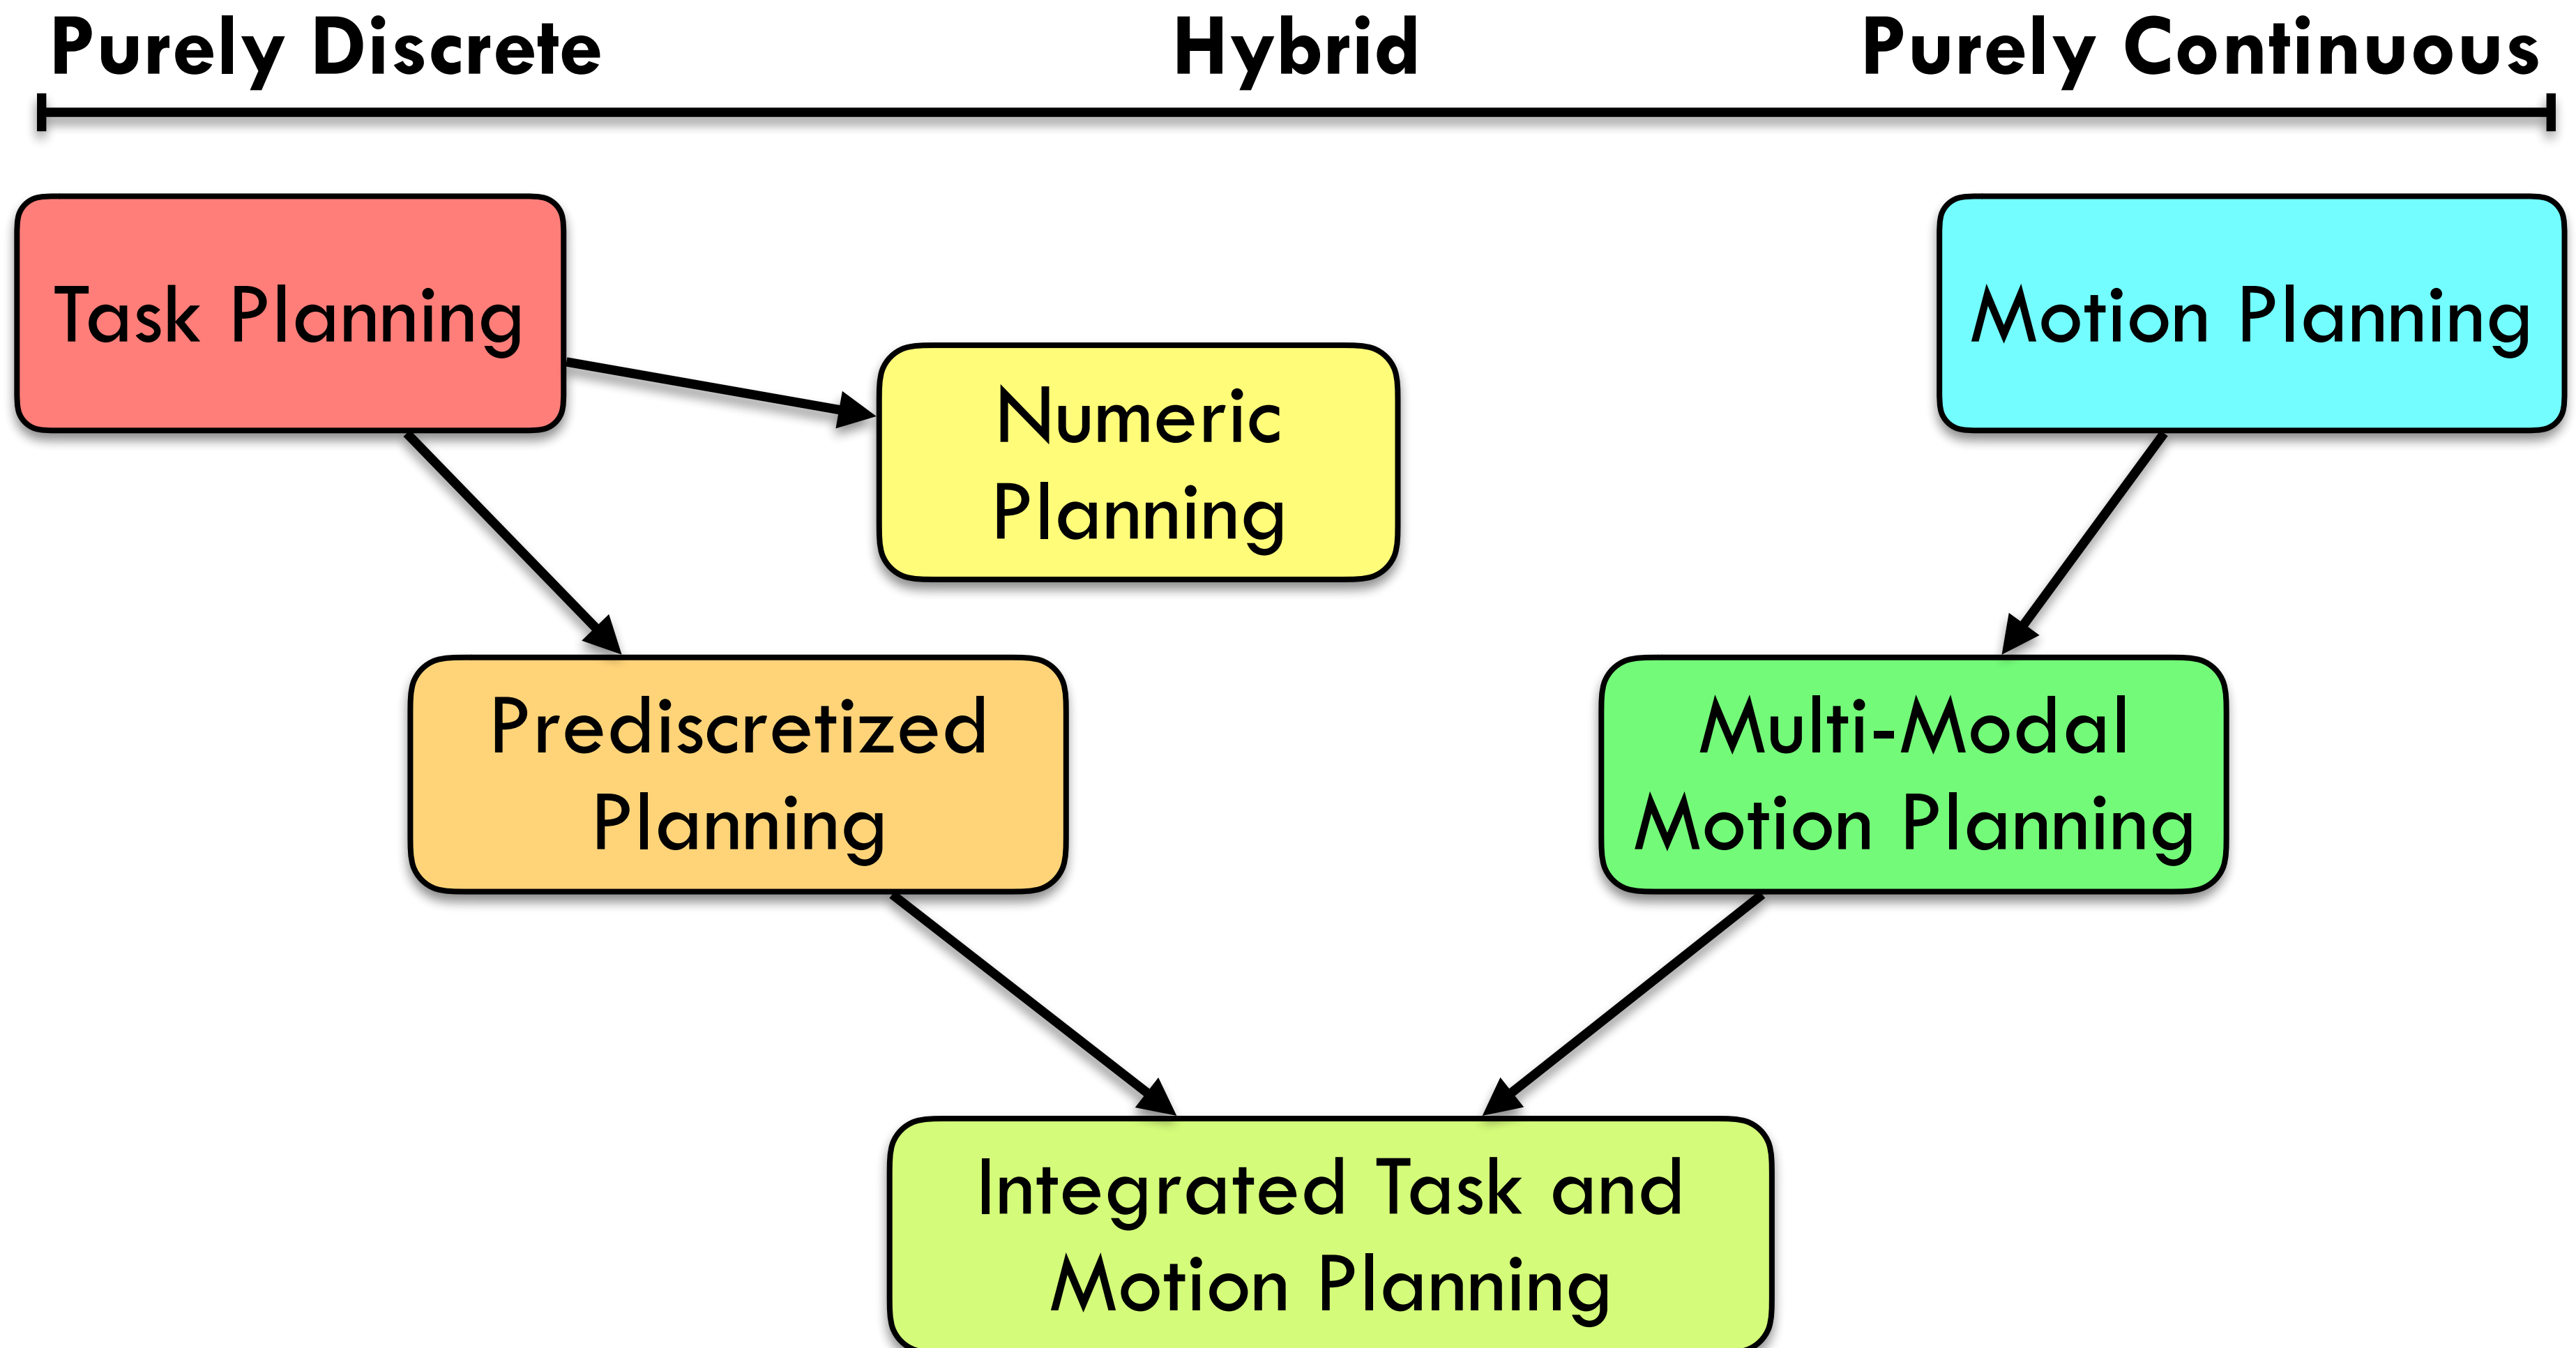 Purely Discrete
Hybrid
Purely Continuous
Task Planning
Motion Planning
Numeric
Planning
Prediscretized
Planning
Multi-Modal
Motion Planning
Integrated Task and
Motion Planning